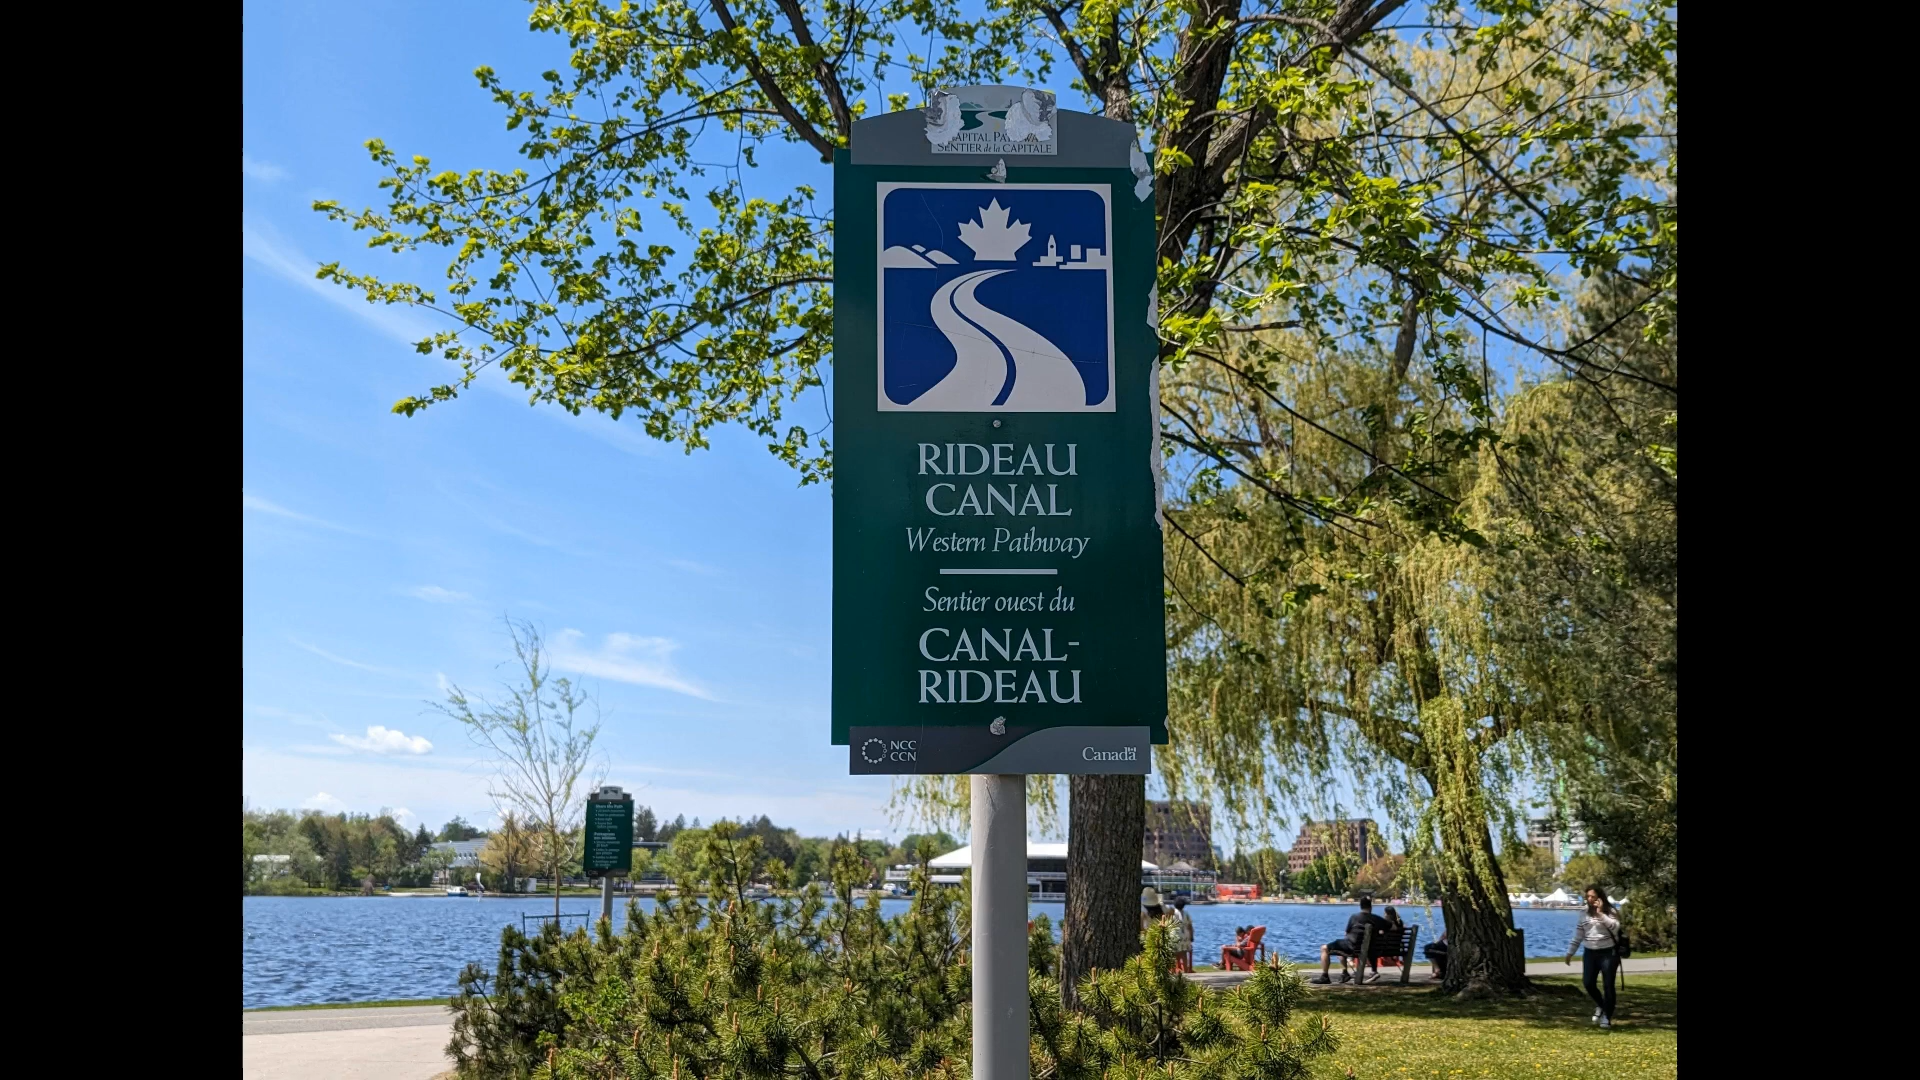 SENTIER de la CAPITALE
RIDEAU
CANAL
Western Pathway
Sentier ouest du
CANAL-
RIDEAU
NCC
CCN
Canada